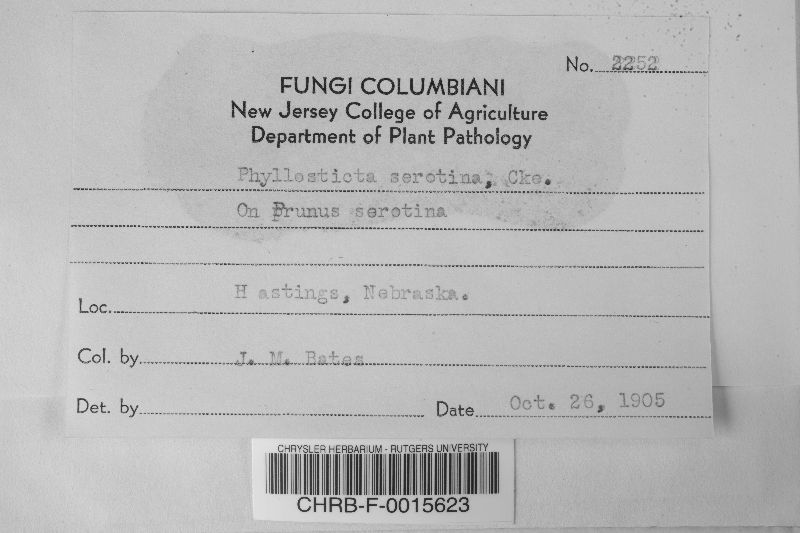 No. 2252
FUNGI COLUMBIANI
New Jersey College of Agriculture
Department of Plant Pathology
Phyllosticta serotina, Cke.
On Prunus serotina
Loc. H astings, Nebraska.
Col. by J. M. Bates
Det. by
Date Oct. 26, 1905
CHRYSLER HERBARIUM - RUTGERS UNIVERSITY
CHRB-F-0015623